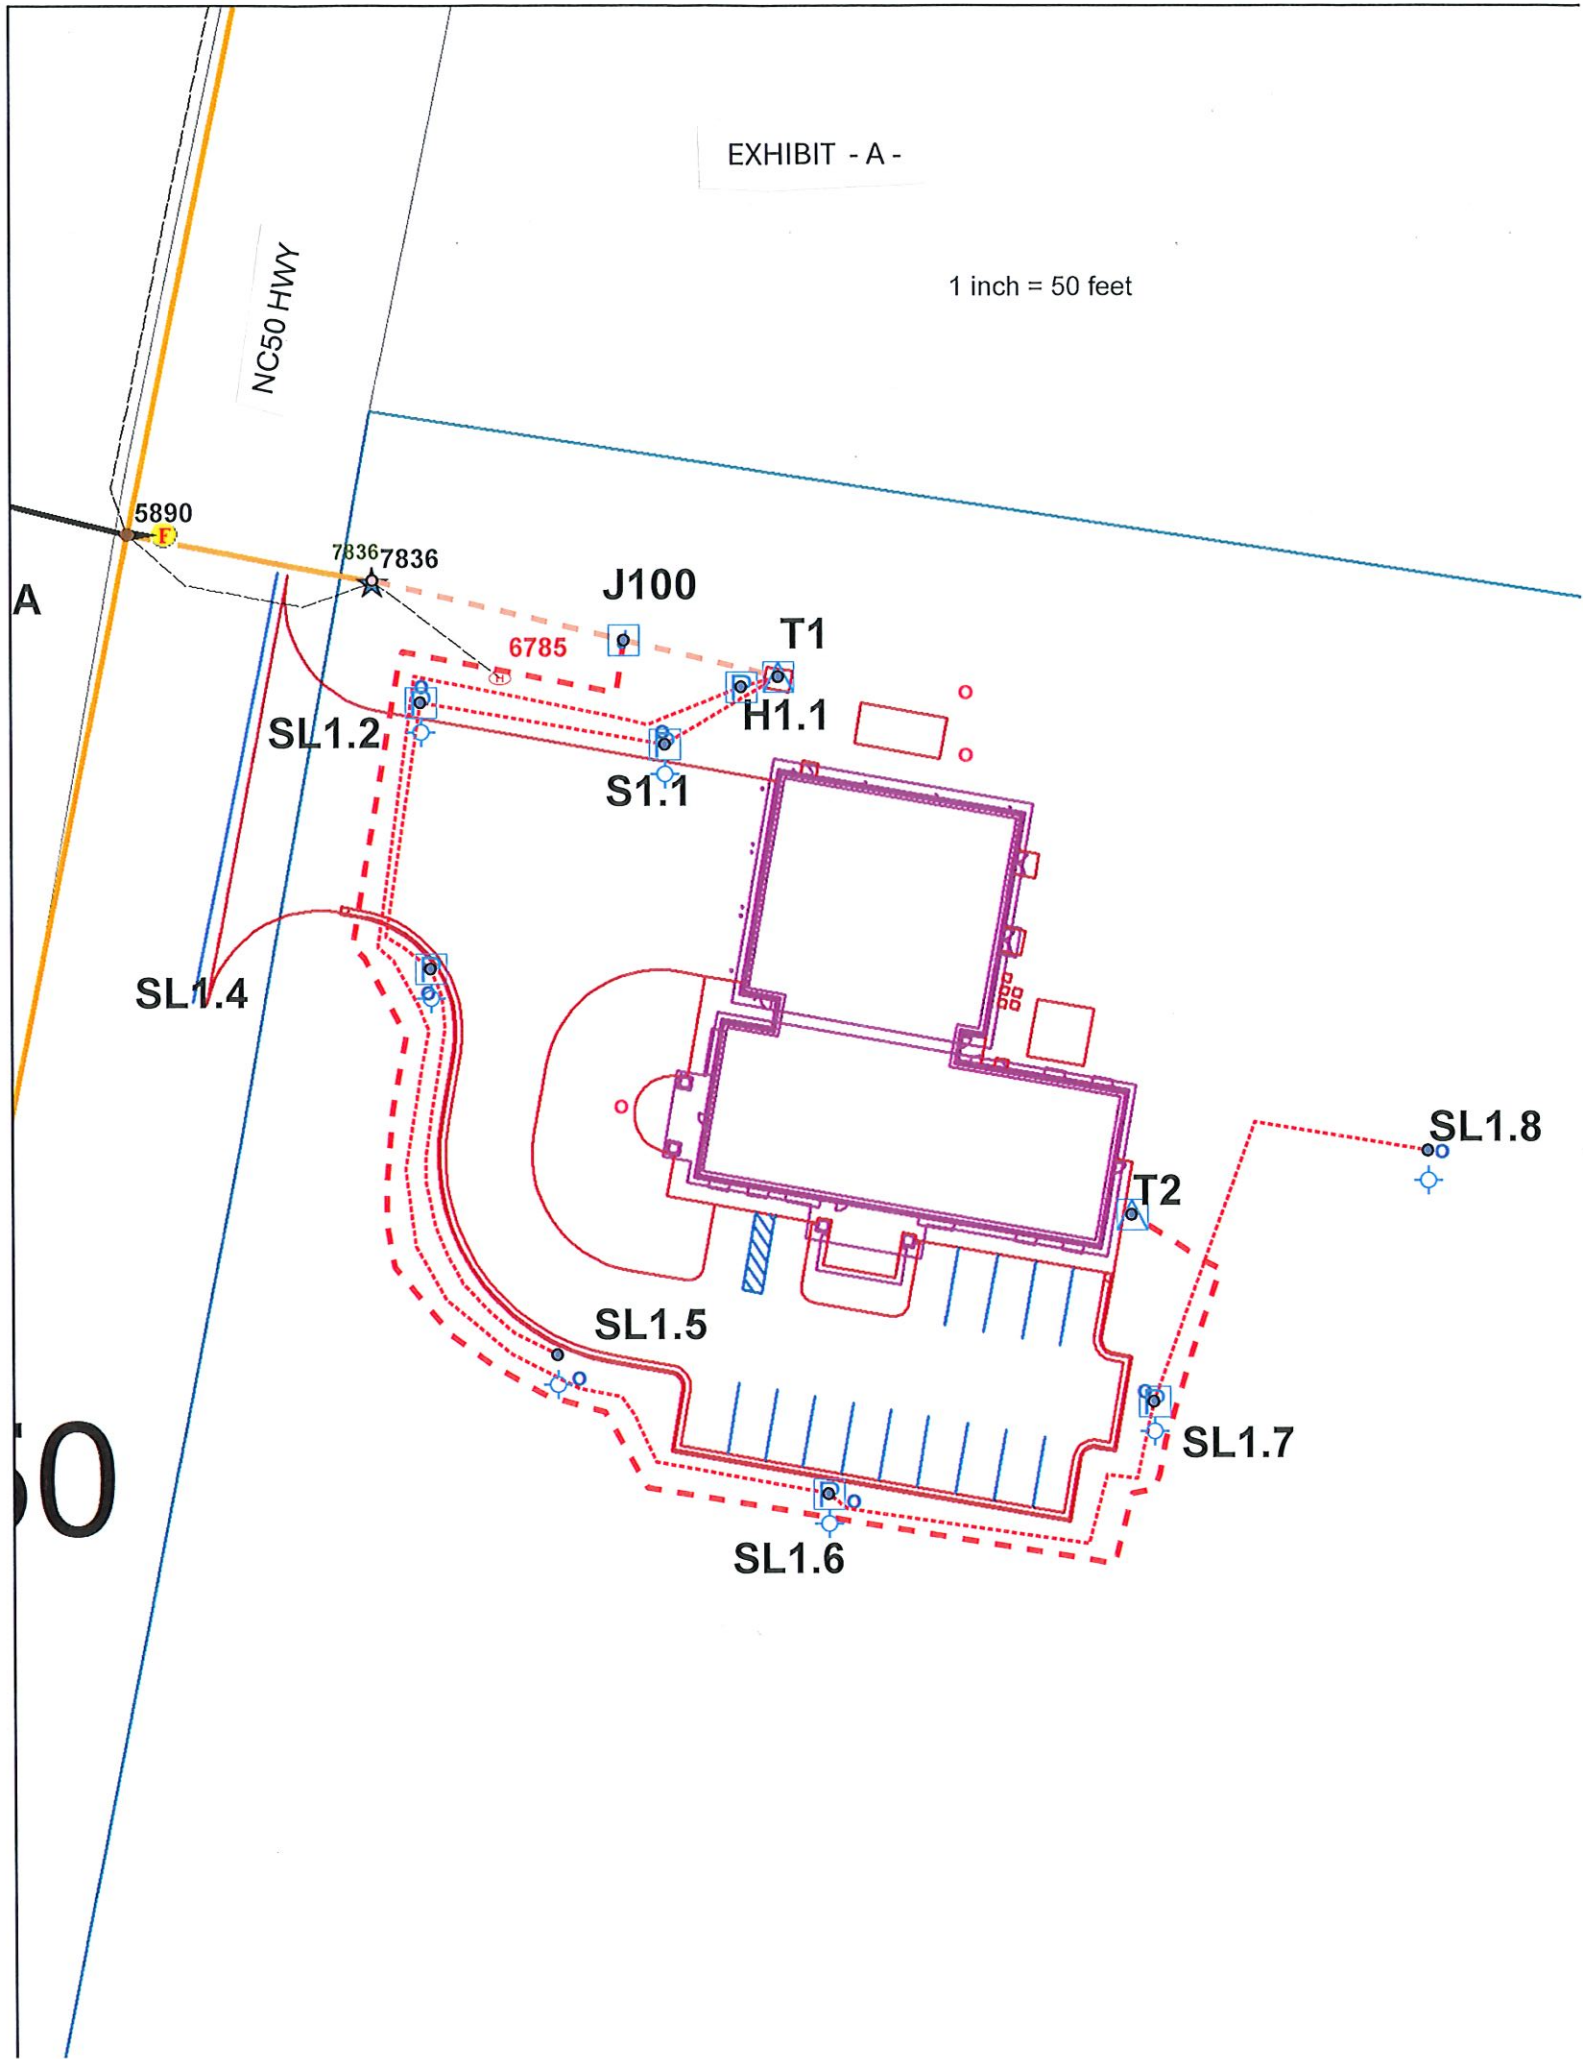 EXHIBIT - A -
1 inch = 50 feet
NC50 HWY
5890
F
7836
7836
A
J100
T1
6785
H
P
H1.1
SL1.2
S1.1
SL1.4
SL1.8
T2
SL1.5
SL1.7
50
P
SL1.6